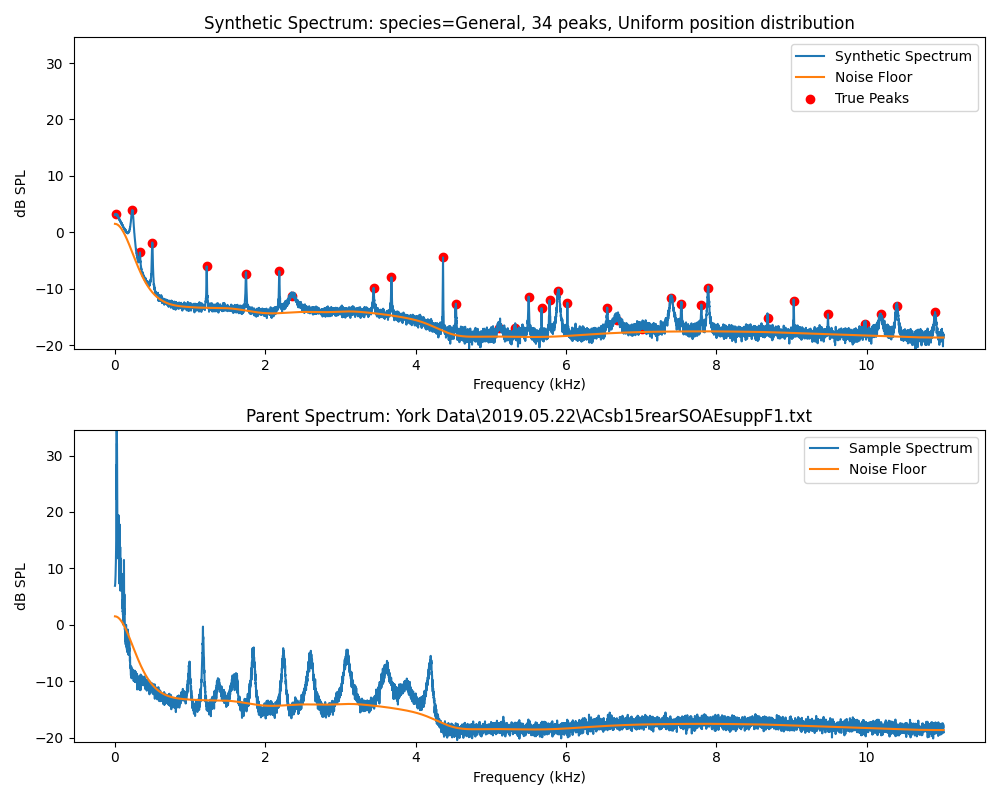 Synthetic Spectrum: species=General, 34 peaks, Uniform position distribution
dB SPL
30
20
10
0
−10
−20
Synthetic Spectrum
Noise Floor
True Peaks
0
2
4
6
8
10
Frequency (kHz)
Parent Spectrum: York Data\2019.05.22\ACsb15rearSOAEsuppF1.txt
dB SPL
30
20
10
0
−10
−20
Sample Spectrum
Noise Floor
0
2
4
6
8
10
Frequency (kHz)